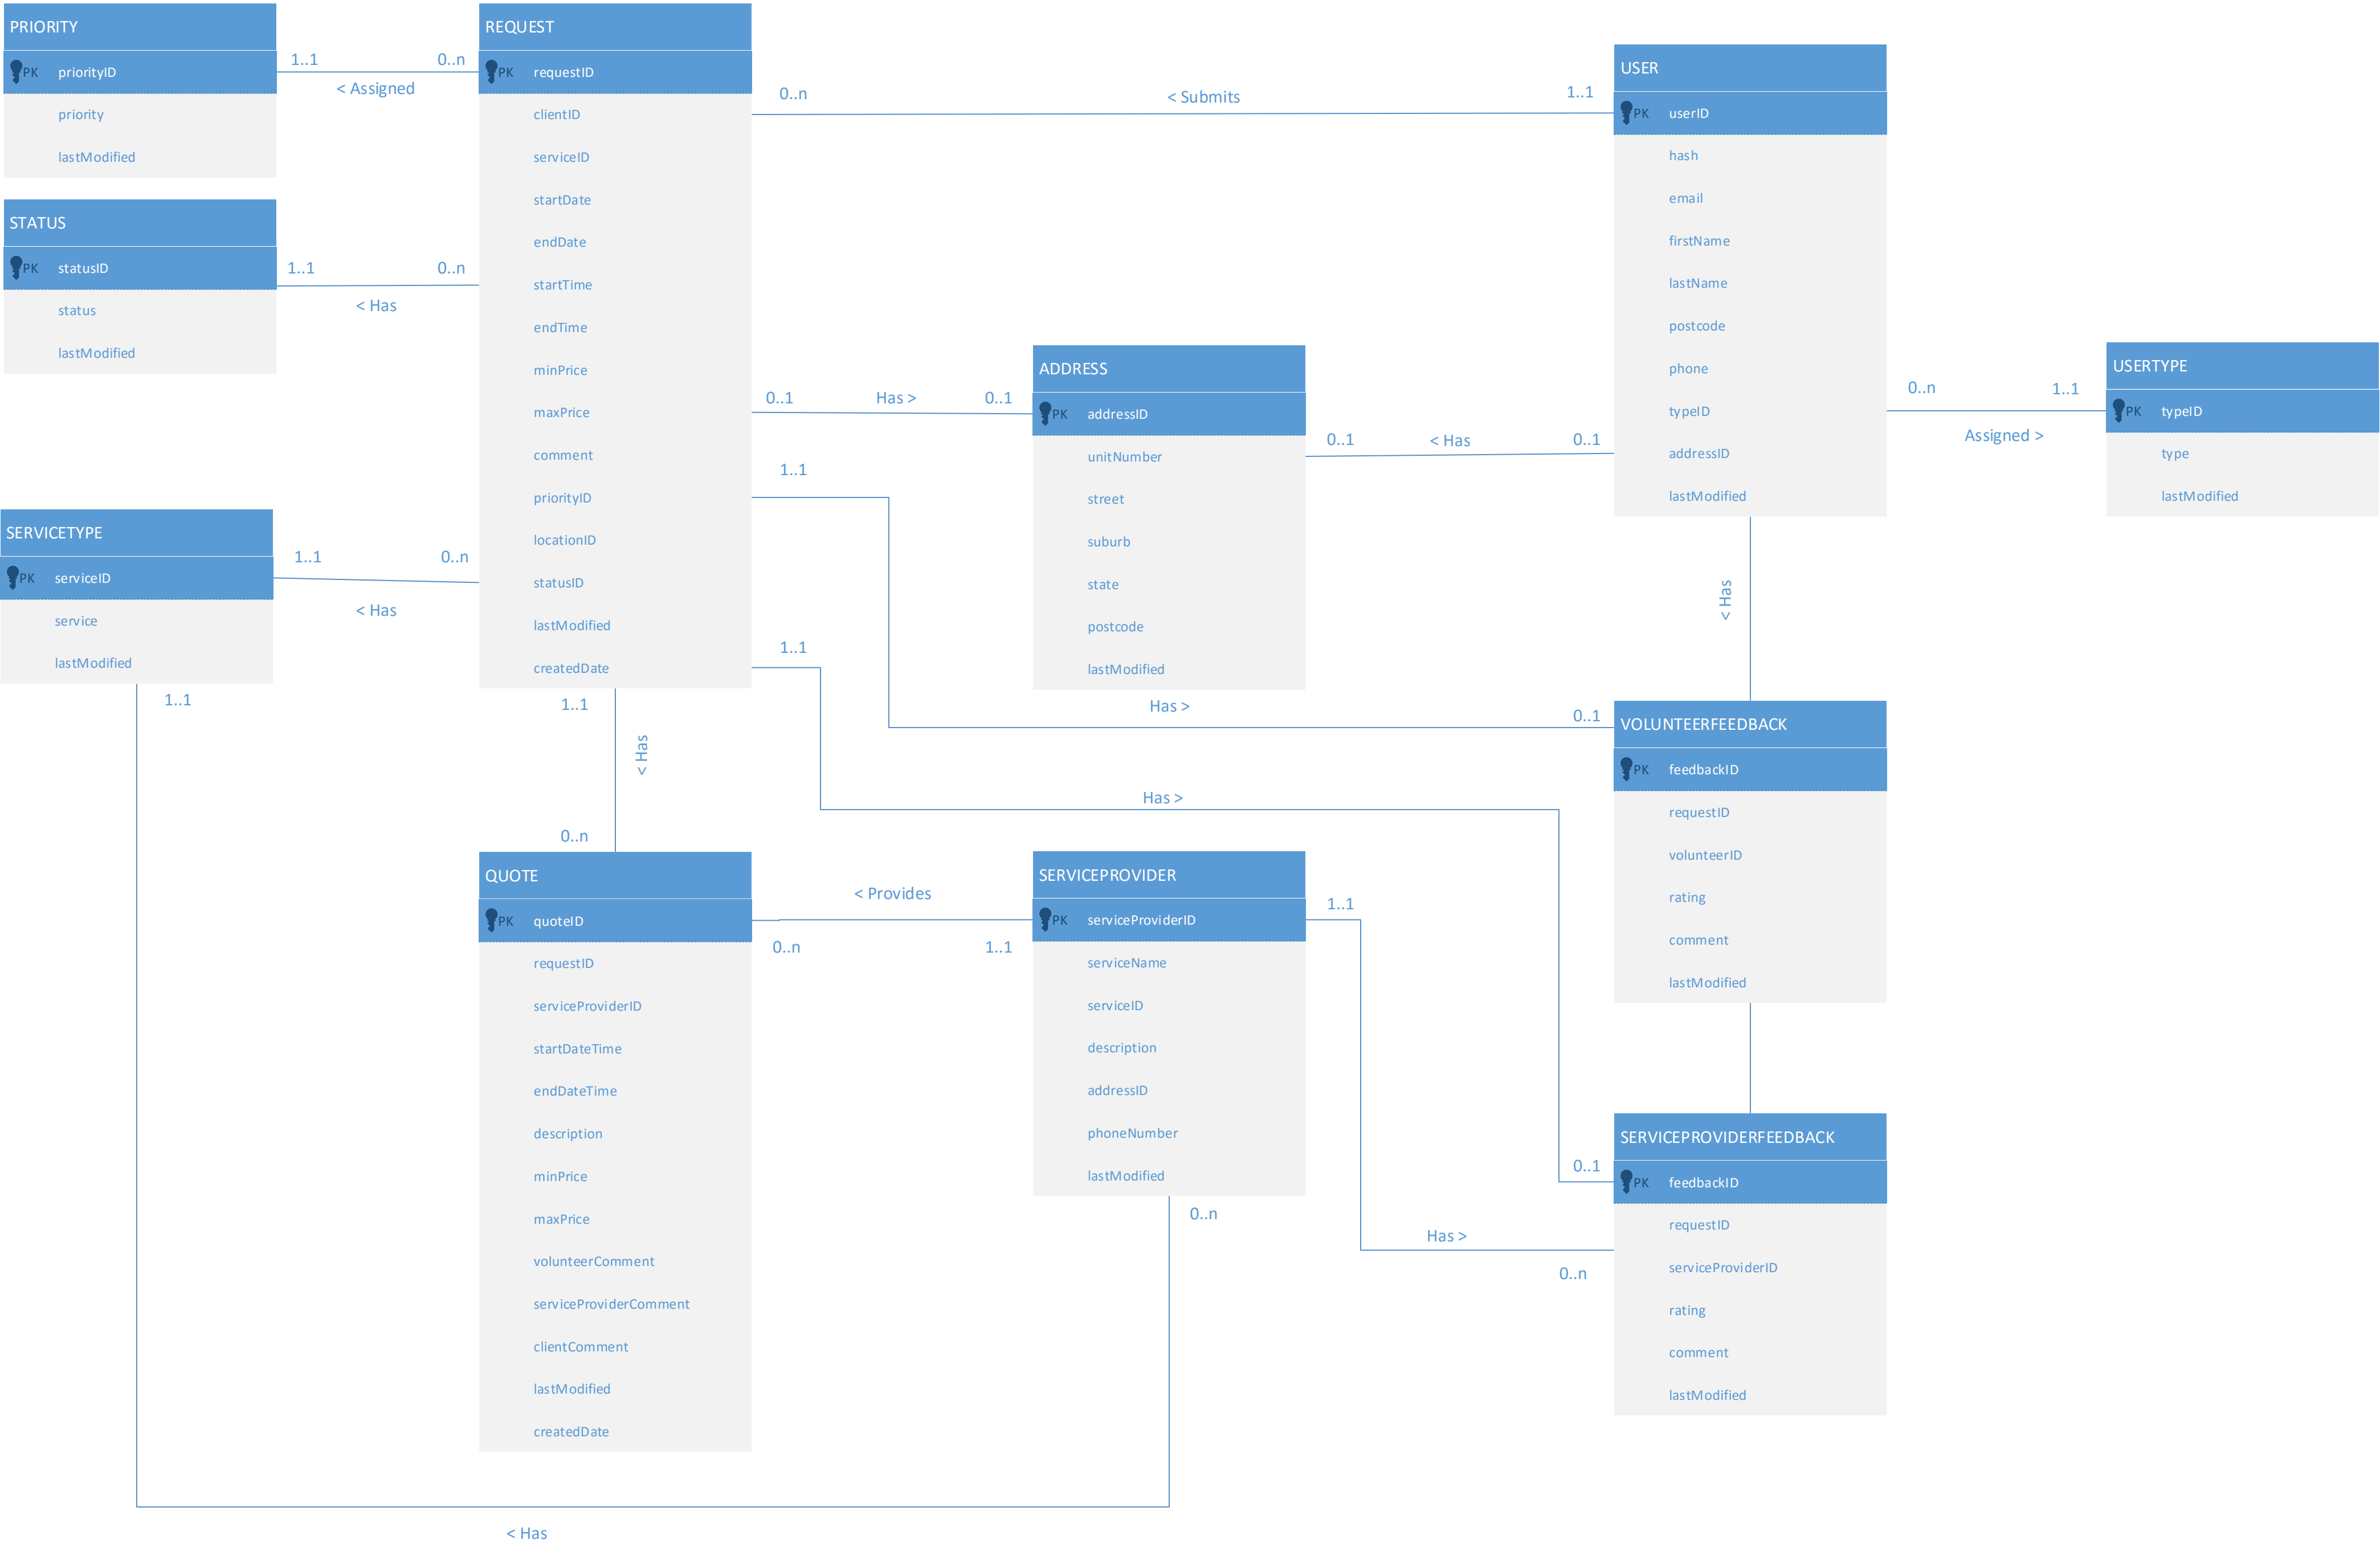 PRIORITY
PK priorityID
priority
lastModified
1..1
0..n
< Assigned
STATUS
PK statusID
status
lastModified
1..1
0..n
< Has
SERVICETYPE
PK serviceID
service
lastModified
1..1
0..n
< Has
1..1
REQUEST
PK requestID
clientID
serviceID
startDate
endDate
startTime
endTime
minPrice
maxPrice
comment
priorityID
locationID
statusID
lastModified
createdDate
0..n
< Submits
1..1
0..1
Has >
0..1
1..1
Has >
0..1
1..1
Has >
0..1
1..1
< Has
0..n
ADDRESS
PK addressID
unitNumber
street
suburb
state
postcode
lastModified
0..1
< Has
0..1
USER
PK userID
hash
email
firstName
lastName
postcode
phone
typeID
addressID
lastModified
0..n
1..1
Assigned >
USERTYPE
PK typeID
type
lastModified
< Has
VOLUNTEERFEEDBACK
PK feedbackID
requestID
volunteerID
rating
comment
lastModified
QUOTE
PK quoteID
requestID
serviceProviderID
startDateTime
endDateTime
description
minPrice
maxPrice
volunteerComment
serviceProviderComment
clientComment
lastModified
createdDate
< Provides
0..n
1..1
SERVICEPROVIDER
PK serviceProviderID
serviceName
serviceID
description
addressID
phoneNumber
lastModified
1..1
Has >
0..n
0..n
SERVICEPROVIDERFEEDBACK
PK feedbackID
requestID
serviceProviderID
rating
comment
lastModified
< Has